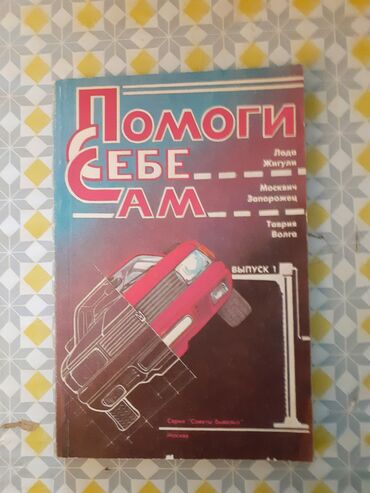 Помоги
Себе
Сам
Лада
Жигули
Москвич
Запорожец
Таврия
Волга
ВЫПУСК 1
Серия "Советы бывалых"
Москва